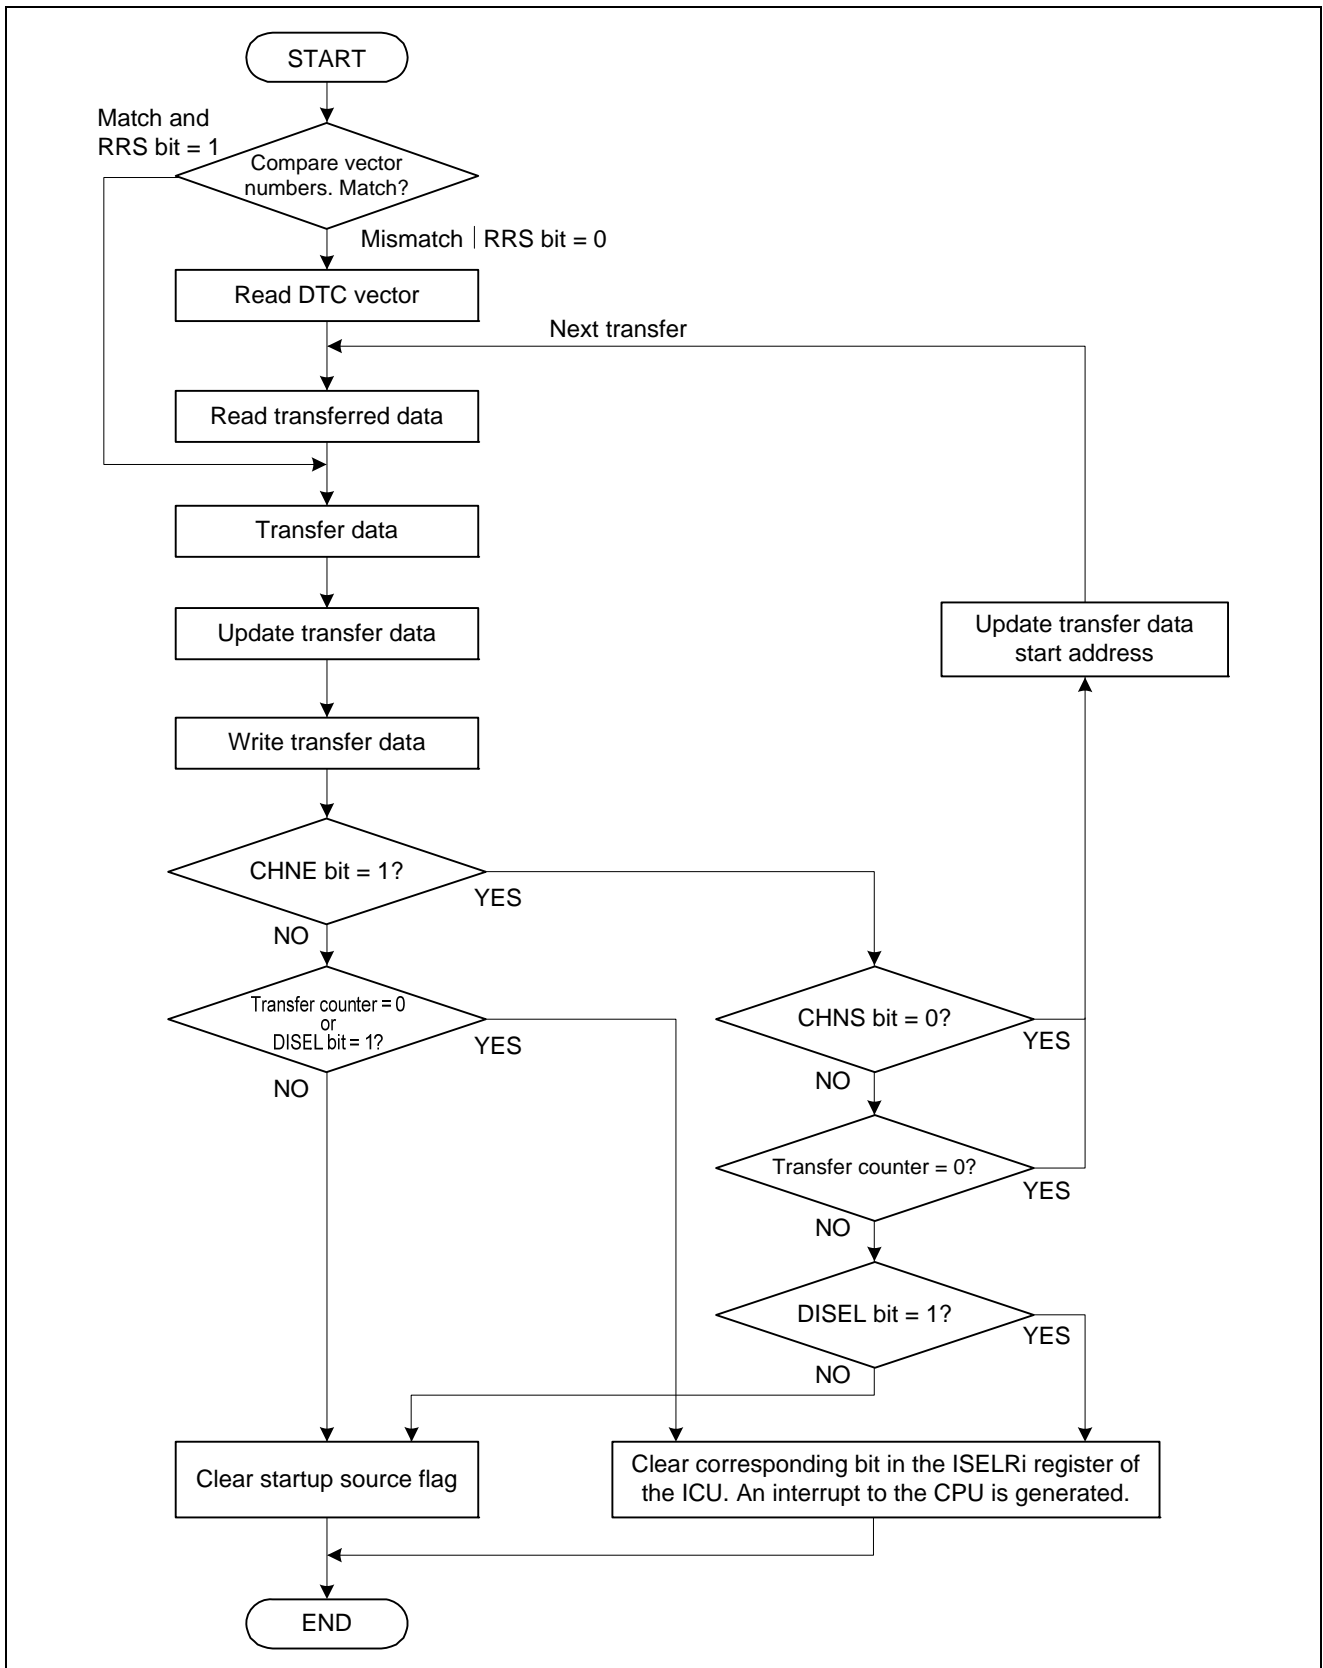 START
Match and
RRS bit = 1
Compare vector
numbers. Match?
Mismatch | RRS bit = 0
Read DTC vector
Next transfer
Read transferred data
Transfer data
Update transfer data
Update transfer data
start address
Write transfer data
CHNE bit = 1?
YES
NO
Transfer counter = 0
or
DISEL bit = 1?
YES
NO
CHNS bit = 0?
YES
NO
Transfer counter = 0?
YES
NO
DISEL bit = 1?
YES
NO
Clear startup source flag
Clear corresponding bit in the ISELRi register of
the ICU. An interrupt to the CPU is generated.
END